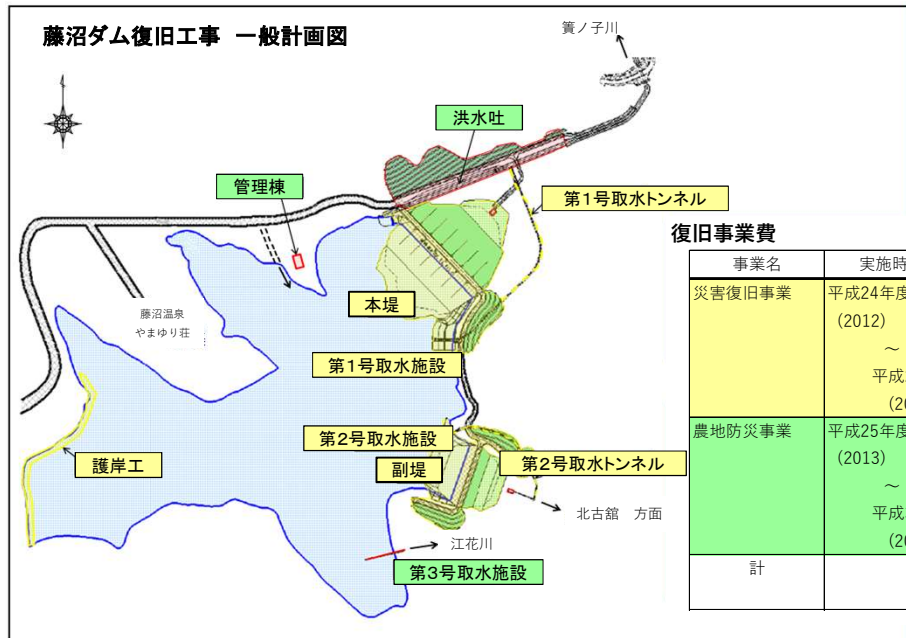 藤沼ダム復旧工事 一般計画図
簀ノ子川
洪水吐
管理棟
第1号取水トンネル
藤沼温泉
やまゆり荘
本堤
第1号取水施設
第2号取水施設
副堤
第2号取水トンネル
護岸工
北古舘 方面
江花川
第3号取水施設
復旧事業費
事業名 実施時
災害復旧事業 平成24年度
(2012)
～
平成
(20
農地防災事業 平成25年度
(2013)
～
平成
(20
計